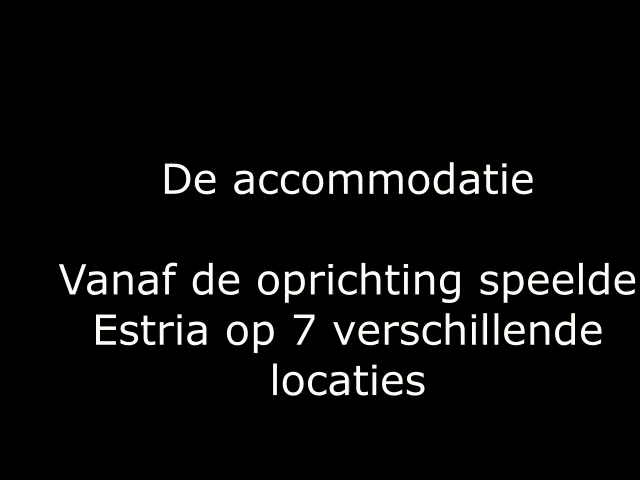 De accommodatie
Vanaf de oprichting speelde
Estria op 7 verschillende
locaties